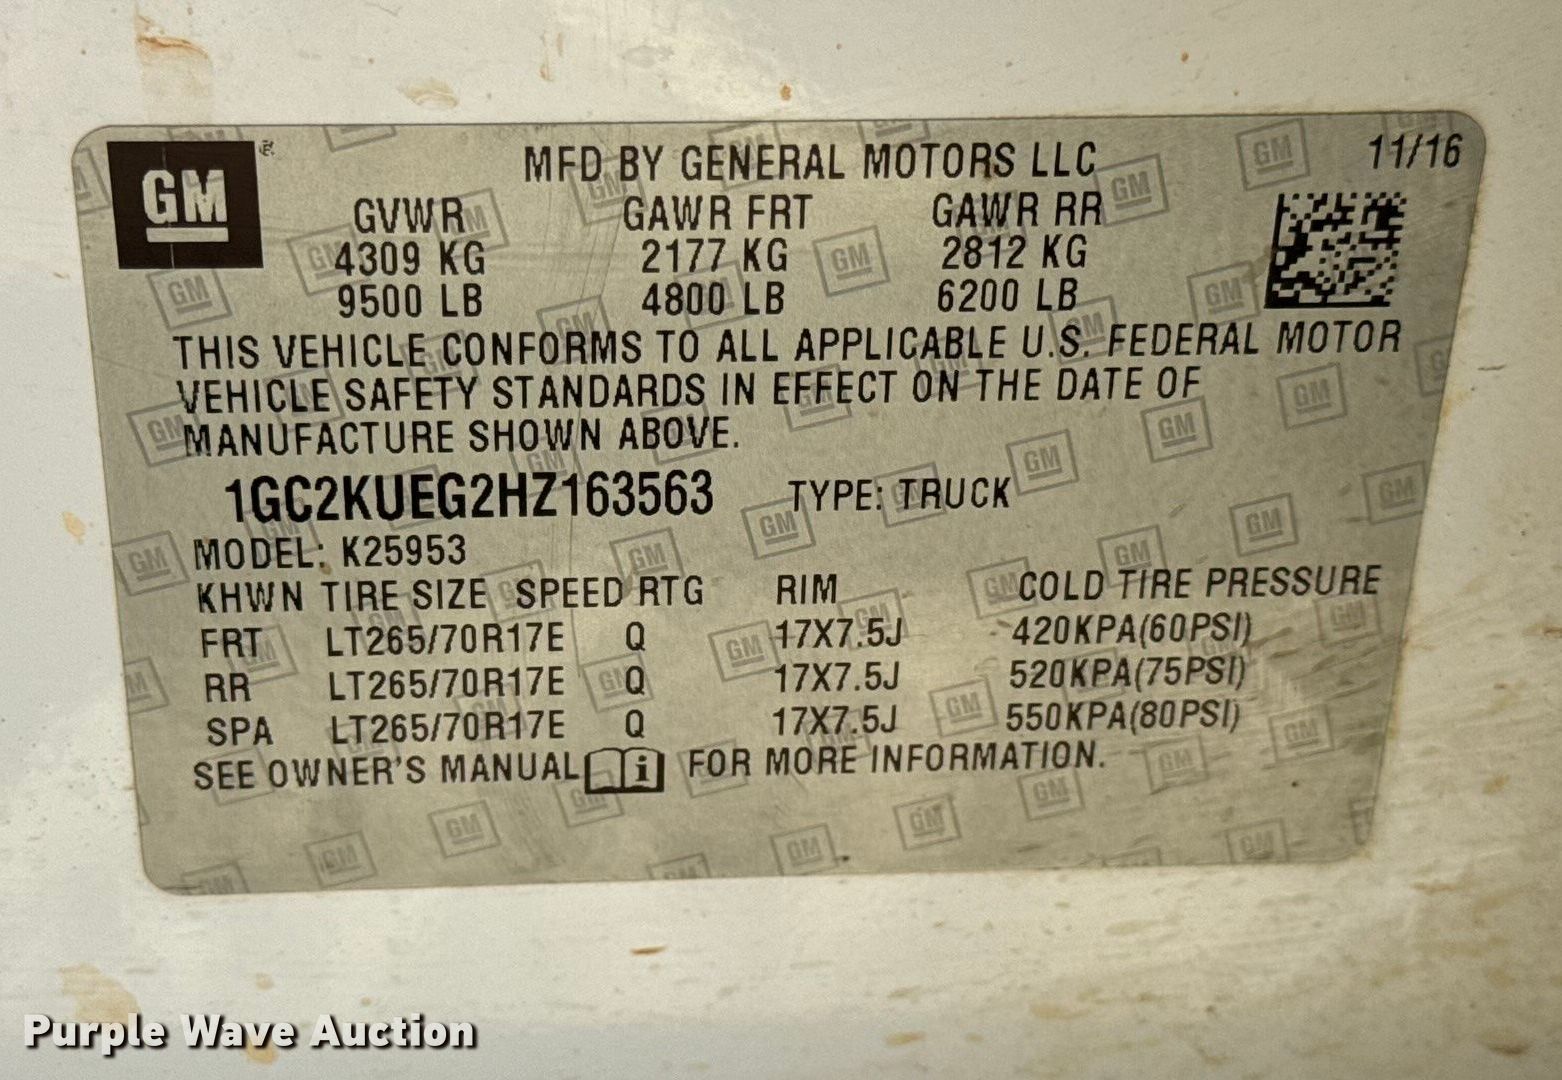 GM
MFD BY GENERAL MOTORS LLC 11/16
GVWR GAWR FRT GAWR RR
4309 KG 2177 KG 2812 KG
9500 LB 4800 LB 6200 LB
THIS VEHICLE CONFORMS TO ALL APPLICABLE U.S. FEDERAL MOTOR
VEHICLE SAFETY STANDARDS IN EFFECT ON THE DATE OF
MANUFACTURE SHOWN ABOVE.
1GC2KUEG2HZ163563 TYPE: TRUCK
MODEL: K25953
KHWN TIRE SIZE SPEED RTG RIM COLD TIRE PRESSURE
FRT LT265/70R17E Q 17X7.5J 420KPA(60PSI)
RR LT265/70R17E Q 17X7.5J 520KPA(75PSI)
SPA LT265/70R17E Q 17X7.5J 550KPA(80PSI)
SEE OWNER'S MANUAL i FOR MORE INFORMATION.
Purple Wave Auction